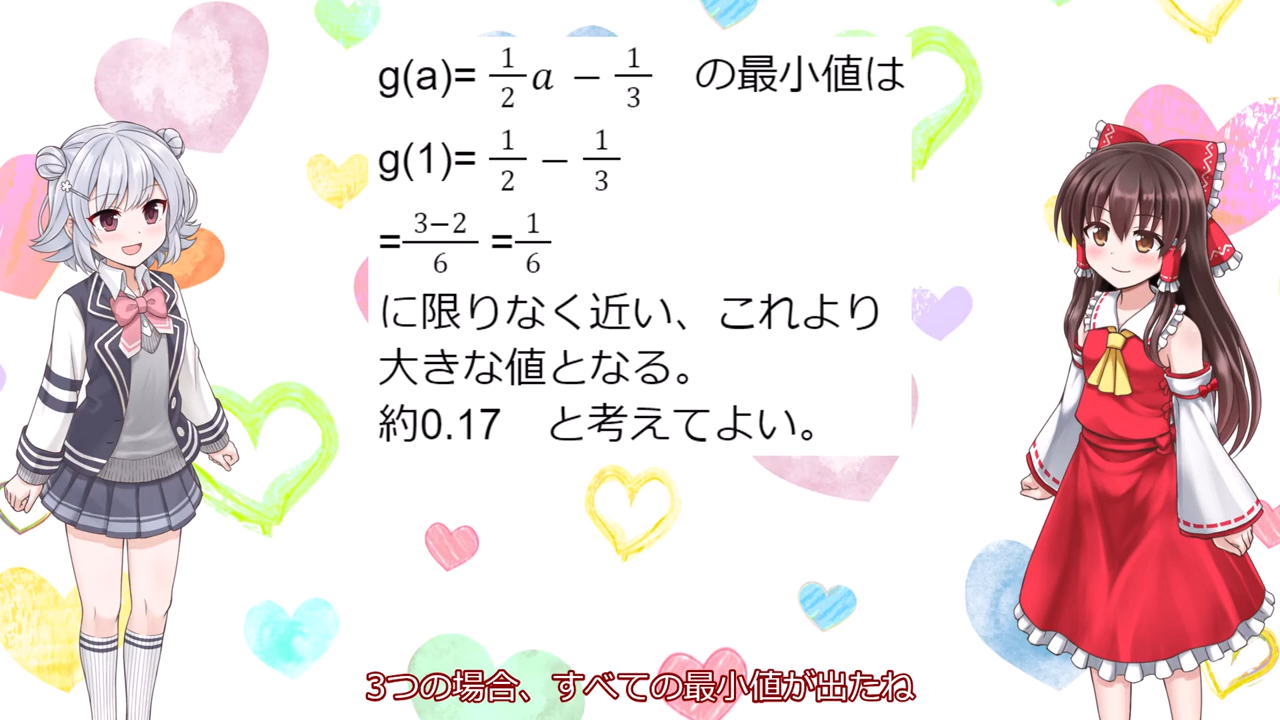 g(a)= 1/2 a − 1/3 の最小値は
g(1)= 1/2 − 1/3
= 3−2/6 = 1/6
に限りなく近い、これより
大きな値となる。
約0.17 と考えてよい。
3つの場合、すべての最小値が出たね